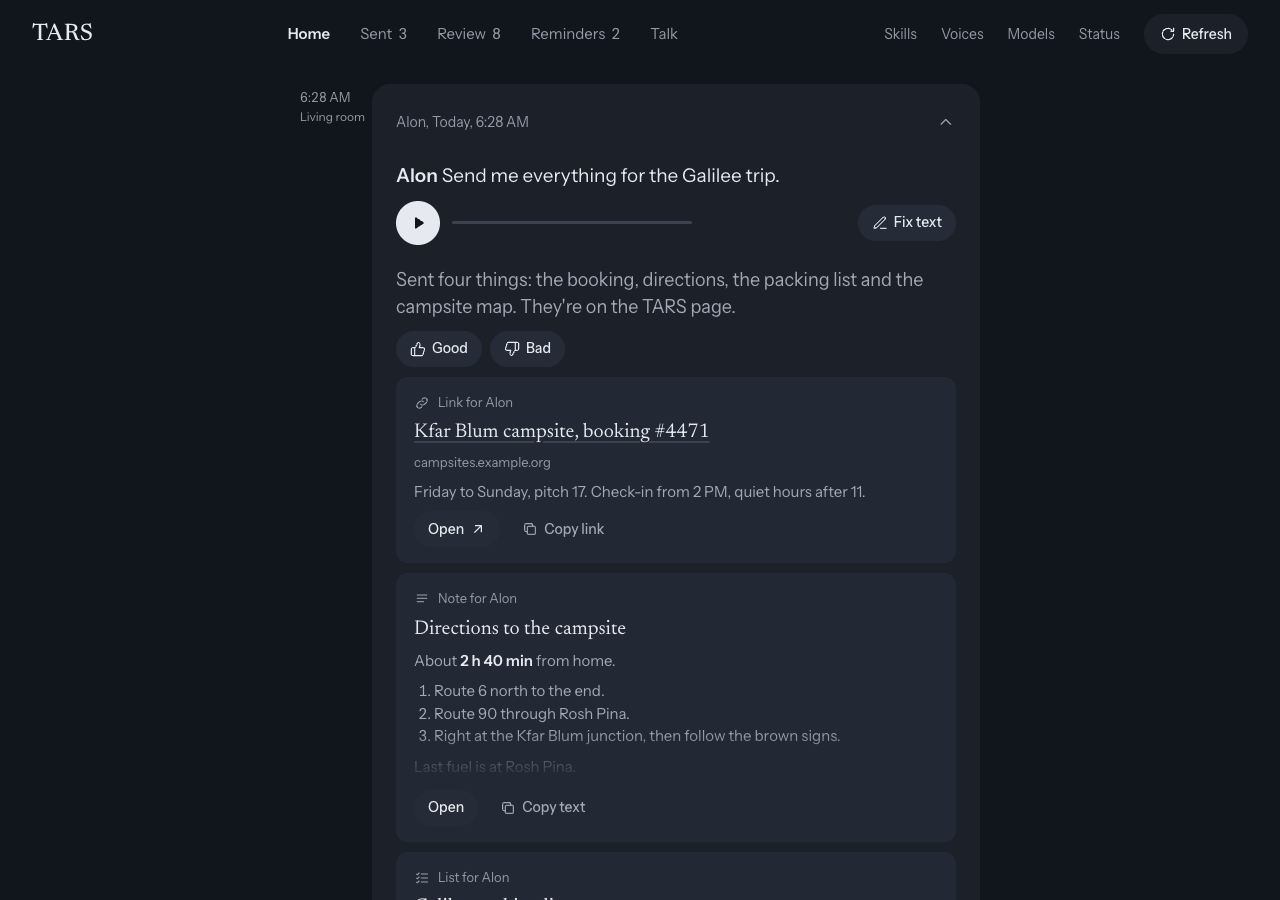 TARS
Home
Sent 3
Review 8
Reminders 2
Talk
Skills
Voices
Models
Status
Refresh
6:28 AM
Living room
Alon, Today, 6:28 AM
Alon Send me everything for the Galilee trip.
Fix text
Sent four things: the booking, directions, the packing list and the
campsite map. They're on the TARS page.
Good
Bad
Link for Alon
Kfar Blum campsite, booking #4471
campsites.example.org
Friday to Sunday, pitch 17. Check-in from 2 PM, quiet hours after 11.
Open
Copy link
Note for Alon
Directions to the campsite
About 2 h 40 min from home.
1. Route 6 north to the end.
2. Route 90 through Rosh Pina.
3. Right at the Kfar Blum junction, then follow the brown signs.
Last fuel is at Rosh Pina.
Open
Copy text
List for Alon